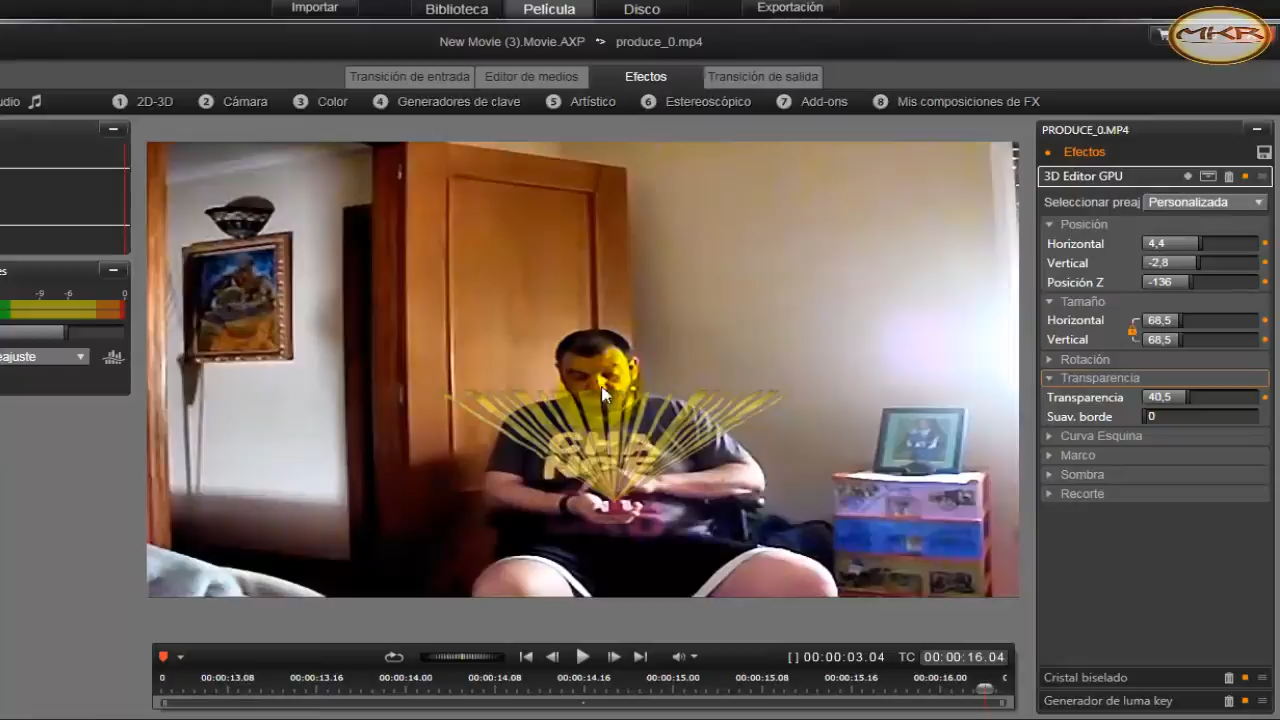 Importar
Biblioteca
Película
Disco
Exportación
New Movie (3).Movie.AXP
produce_0.mp4
MKR
Transición de entrada
Editor de medios
Efectos
Transición de salida
1 2D-3D
2 Cámara
3 Color
4 Generadores de clave
5 Artístico
6 Estereoscópico
7 Add-ons
8 Mis composiciones de FX
-9 -6 0
PRODUCE_0.MP4
Efectos
3D Editor GPU
Seleccionar preaj Personalizada
Posición
Horizontal 4,4
Vertical -2,8
Posición Z -136
Tamaño
Horizontal 68,5
Vertical 68,5
Rotación
Transparencia
Transparencia 40,5
Suav. borde 0
Curva Esquina
Marco
Sombra
Recorte
Cristal biselado
Generador de luma key
CHA
NGE
[ ] 00:00:03.04 TC 00:00:16.04
0 00:00:13.08 00:00:13.16 00:00:14.00 00:00:14.08 00:00:14.16 00:00:15.00 00:00:15.08 00:00:15.16 00:00:16.00